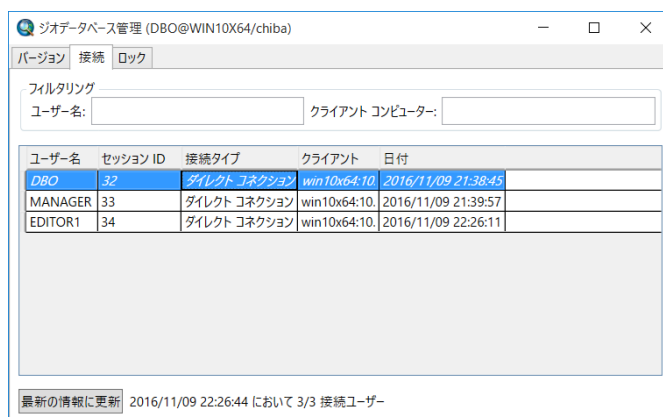 ジオデータベース管理 (DBO@WIN10X64/chiba)
バージョン 接続 ロック
フィルタリング
ユーザー名: クライアント コンピューター:
ユーザー名 セッション ID 接続タイプ クライアント 日付
DBO 32 ダイレクト コネクション win10x64:10. 2016/11/09 21:38:45
MANAGER 33 ダイレクト コネクション win10x64:10. 2016/11/09 21:39:57
EDITOR1 34 ダイレクト コネクション win10x64:10. 2016/11/09 22:26:11
最新の情報に更新 2016/11/09 22:26:44 において 3/3 接続ユーザー